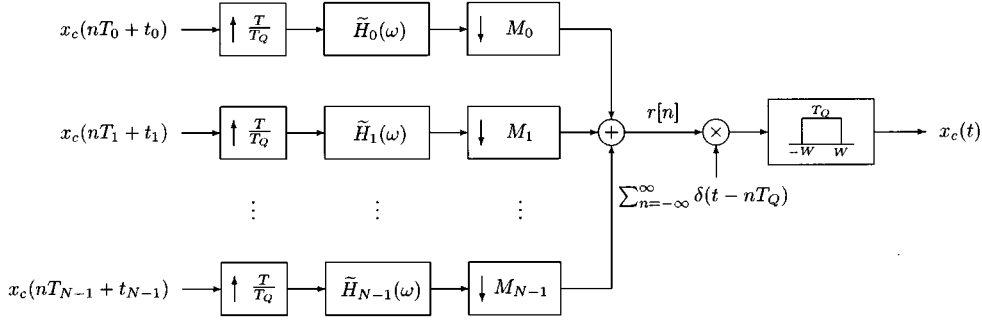 x_c(nT_0 + t_0) ↑ T/T_Q H̃_0(ω) ↓ M_0
x_c(nT_1 + t_1) ↑ T/T_Q H̃_1(ω) ↓ M_1 + r[n] × T_Q −W W x_c(t)
∑_{n=−∞}^{∞} δ(t − nT_Q)
⋮ ⋮ ⋮
x_c(nT_{N−1} + t_{N−1}) ↑ T/T_Q H̃_{N−1}(ω) ↓ M_{N−1}